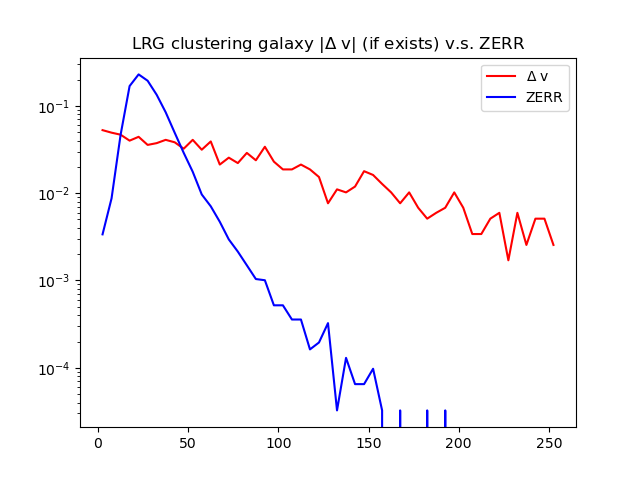 LRG clustering galaxy |Δ v| (if exists) v.s. ZERR
Δ v
ZERR
10⁻¹
10⁻²
10⁻³
10⁻⁴
0 50 100 150 200 250